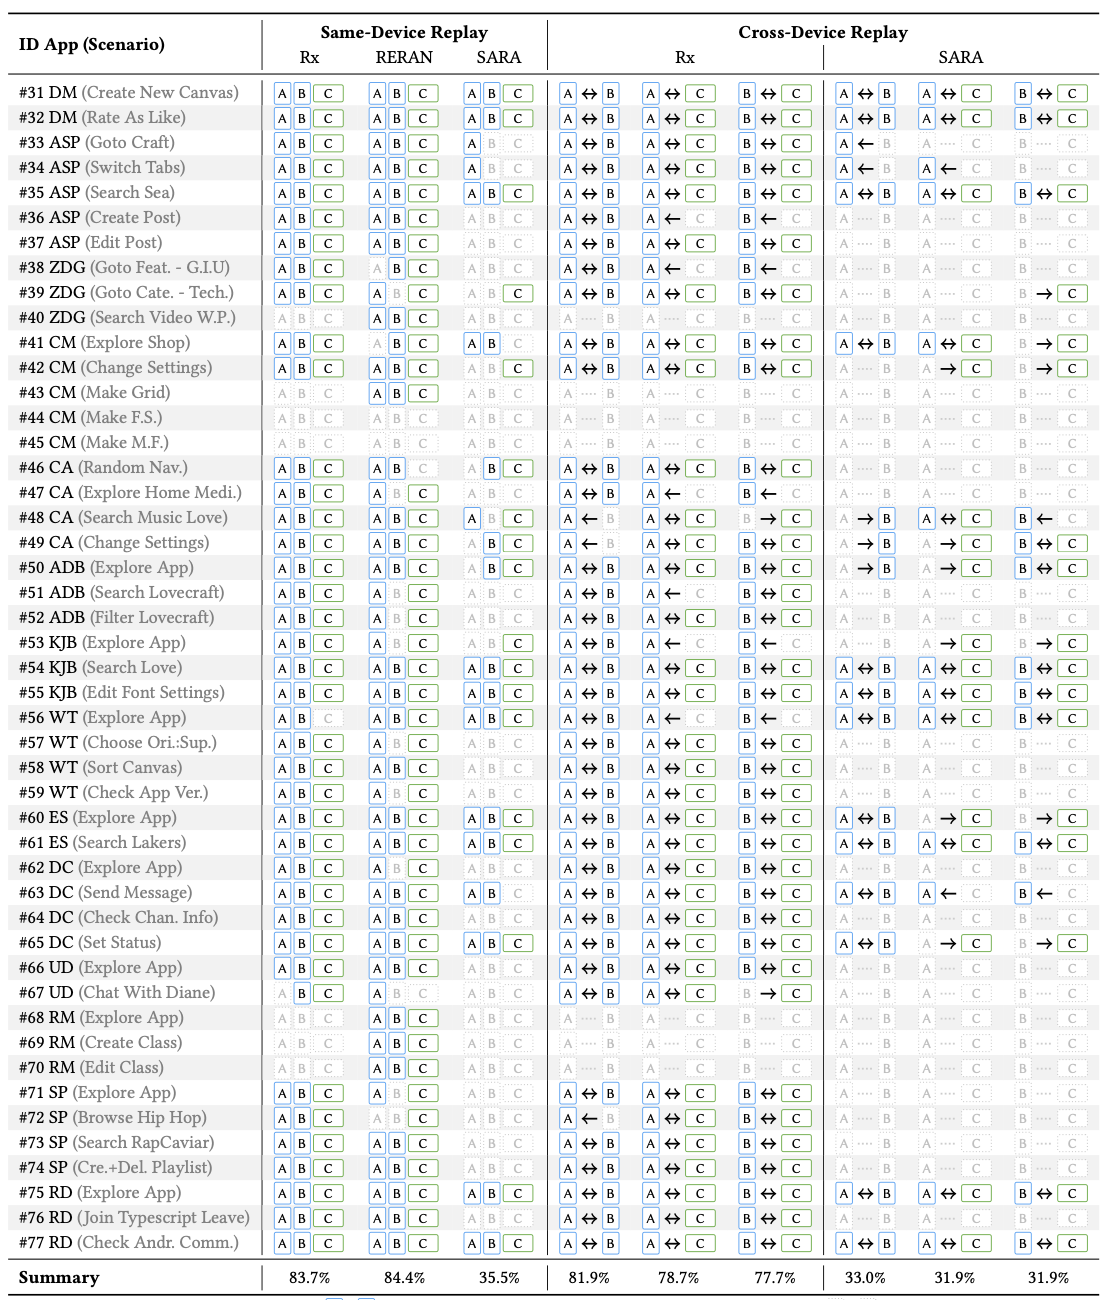 ID App (Scenario) Same-Device Replay Cross-Device Replay
Rx RERAN SARA Rx SARA
#31 DM (Create New Canvas) A B C A B C A B C A ↔ B A ↔ C B ↔ C A ↔ B A ↔ C B ↔ C
#32 DM (Rate As Like) A B C A B C A B C A ↔ B A ↔ C B ↔ C A ↔ B A ↔ C B ↔ C
#33 ASP (Goto Craft) A B C A B C A B C A ↔ B A ↔ C B ↔ C A ← B A ···· C B ···· C
#34 ASP (Switch Tabs) A B C A B C A B C A ↔ B A ↔ C B ↔ C A ← B A ← C B ···· C
#35 ASP (Search Sea) A B C A B C A B C A ↔ B A ↔ C B ↔ C A ↔ B A ↔ C B ↔ C
#36 ASP (Create Post) A B C A B C A B C A ↔ B A ← C B ← C A ···· B A ···· C B ···· C
#37 ASP (Edit Post) A B C A B C A B C A ↔ B A ↔ C B ↔ C A ···· B A ···· C B ···· C
#38 ZDG (Goto Feat. - G.I.U) A B C A B C A B C A ↔ B A ← C B ← C A ···· B A ···· C B ···· C
#39 ZDG (Goto Cate. - Tech.) A B C A B C A B C A ↔ B A ↔ C B ↔ C A ···· B A ···· C B → C
#40 ZDG (Search Video W.P.) A B C A B C A B C A ···· B A ···· C B ···· C A ···· B A ···· C B ···· C
#41 CM (Explore Shop) A B C A B C A B C A ↔ B A ↔ C B ↔ C A ↔ B A ↔ C B → C
#42 CM (Change Settings) A B C A B C A B C A ↔ B A ↔ C B ↔ C A ···· B A → C B → C
#43 CM (Make Grid) A B C A B C A B C A ···· B A ···· C B ···· C A ···· B A ···· C B ···· C
#44 CM (Make F.S.) A B C A B C A B C A ···· B A ···· C B ···· C A ···· B A ···· C B ···· C
#45 CM (Make M.F.) A B C A B C A B C A ···· B A ···· C B ···· C A ···· B A ···· C B ···· C
#46 CA (Random Nav.) A B C A B C A B C A ↔ B A ↔ C B ↔ C A ···· B A ···· C B ···· C
#47 CA (Explore Home Medi.) A B C A B C A B C A ↔ B A ← C B ← C A ···· B A ···· C B ···· C
#48 CA (Search Music Love) A B C A B C A B C A ← B A ↔ C B → C A → B A ↔ C B ← C
#49 CA (Change Settings) A B C A B C A B C A ← B A ↔ C B ↔ C A → B A → C B ↔ C
#50 ADB (Explore App) A B C A B C A B C A ↔ B A ↔ C B ↔ C A → B A → C B ↔ C
#51 ADB (Search Lovecraft) A B C A B C A B C A ↔ B A ← C B ↔ C A ···· B A ···· C B ···· C
#52 ADB (Filter Lovecraft) A B C A B C A B C A ↔ B A ↔ C B ↔ C A ···· B A ···· C B ···· C
#53 KJB (Explore App) A B C A B C A B C A ↔ B A ← C B ← C A ···· B A → C B → C
#54 KJB (Search Love) A B C A B C A B C A ↔ B A ↔ C B ↔ C A ↔ B A ↔ C B ↔ C
#55 KJB (Edit Font Settings) A B C A B C A B C A ↔ B A ↔ C B ↔ C A ↔ B A ↔ C B ↔ C
#56 WT (Explore App) A B C A B C A B C A ↔ B A ← C B ← C A ↔ B A ↔ C B ↔ C
#57 WT (Choose Ori.:Sup.) A B C A B C A B C A ↔ B A ↔ C B ↔ C A ···· B A ···· C B ···· C
#58 WT (Sort Canvas) A B C A B C A B C A ↔ B A ↔ C B ↔ C A ···· B A ···· C B ···· C
#59 WT (Check App Ver.) A B C A B C A B C A ↔ B A ↔ C B ↔ C A ···· B A ···· C B ···· C
#60 ES (Explore App) A B C A B C A B C A ↔ B A ↔ C B ↔ C A ↔ B A → C B → C
#61 ES (Search Lakers) A B C A B C A B C A ↔ B A ↔ C B ↔ C A ↔ B A ↔ C B ↔ C
#62 DC (Explore App) A B C A B C A B C A ↔ B A ↔ C B ↔ C A ···· B A ···· C B ···· C
#63 DC (Send Message) A B C A B C A B C A ↔ B A ↔ C B ↔ C A ↔ B A ← C B ← C
#64 DC (Check Chan. Info) A B C A B C A B C A ↔ B A ↔ C B ↔ C A ···· B A ···· C B ···· C
#65 DC (Set Status) A B C A B C A B C A ↔ B A ↔ C B ↔ C A ↔ B A → C B → C
#66 UD (Explore App) A B C A B C A B C A ↔ B A ↔ C B ↔ C A ···· B A ···· C B ···· C
#67 UD (Chat With Diane) A B C A B C A B C A ↔ B A ↔ C B → C A ···· B A ···· C B ···· C
#68 RM (Explore App) A B C A B C A B C A ···· B A ···· C B ···· C A ···· B A ···· C B ···· C
#69 RM (Create Class) A B C A B C A B C A ···· B A ···· C B ···· C A ···· B A ···· C B ···· C
#70 RM (Edit Class) A B C A B C A B C A ···· B A ···· C B ···· C A ···· B A ···· C B ···· C
#71 SP (Explore App) A B C A B C A B C A ↔ B A ↔ C B ↔ C A ···· B A ···· C B ···· C
#72 SP (Browse Hip Hop) A B C A B C A B C A ← B A ↔ C B ↔ C A ···· B A ···· C B ···· C
#73 SP (Search RapCaviar) A B C A B C A B C A ↔ B A ↔ C B ↔ C A ···· B A ···· C B ···· C
#74 SP (Cre.+Del. Playlist) A B C A B C A B C A ↔ B A ↔ C B ↔ C A ···· B A ···· C B ···· C
#75 RD (Explore App) A B C A B C A B C A ↔ B A ↔ C B ↔ C A ↔ B A ↔ C B ↔ C
#76 RD (Join Typescript Leave) A B C A B C A B C A ↔ B A ↔ C B ↔ C A ···· B A ···· C B ···· C
#77 RD (Check Andr. Comm.) A B C A B C A B C A ↔ B A ↔ C B ↔ C A ↔ B A ↔ C B ↔ C
Summary 83.7% 84.4% 35.5% 81.9% 78.7% 77.7% 33.0% 31.9% 31.9%